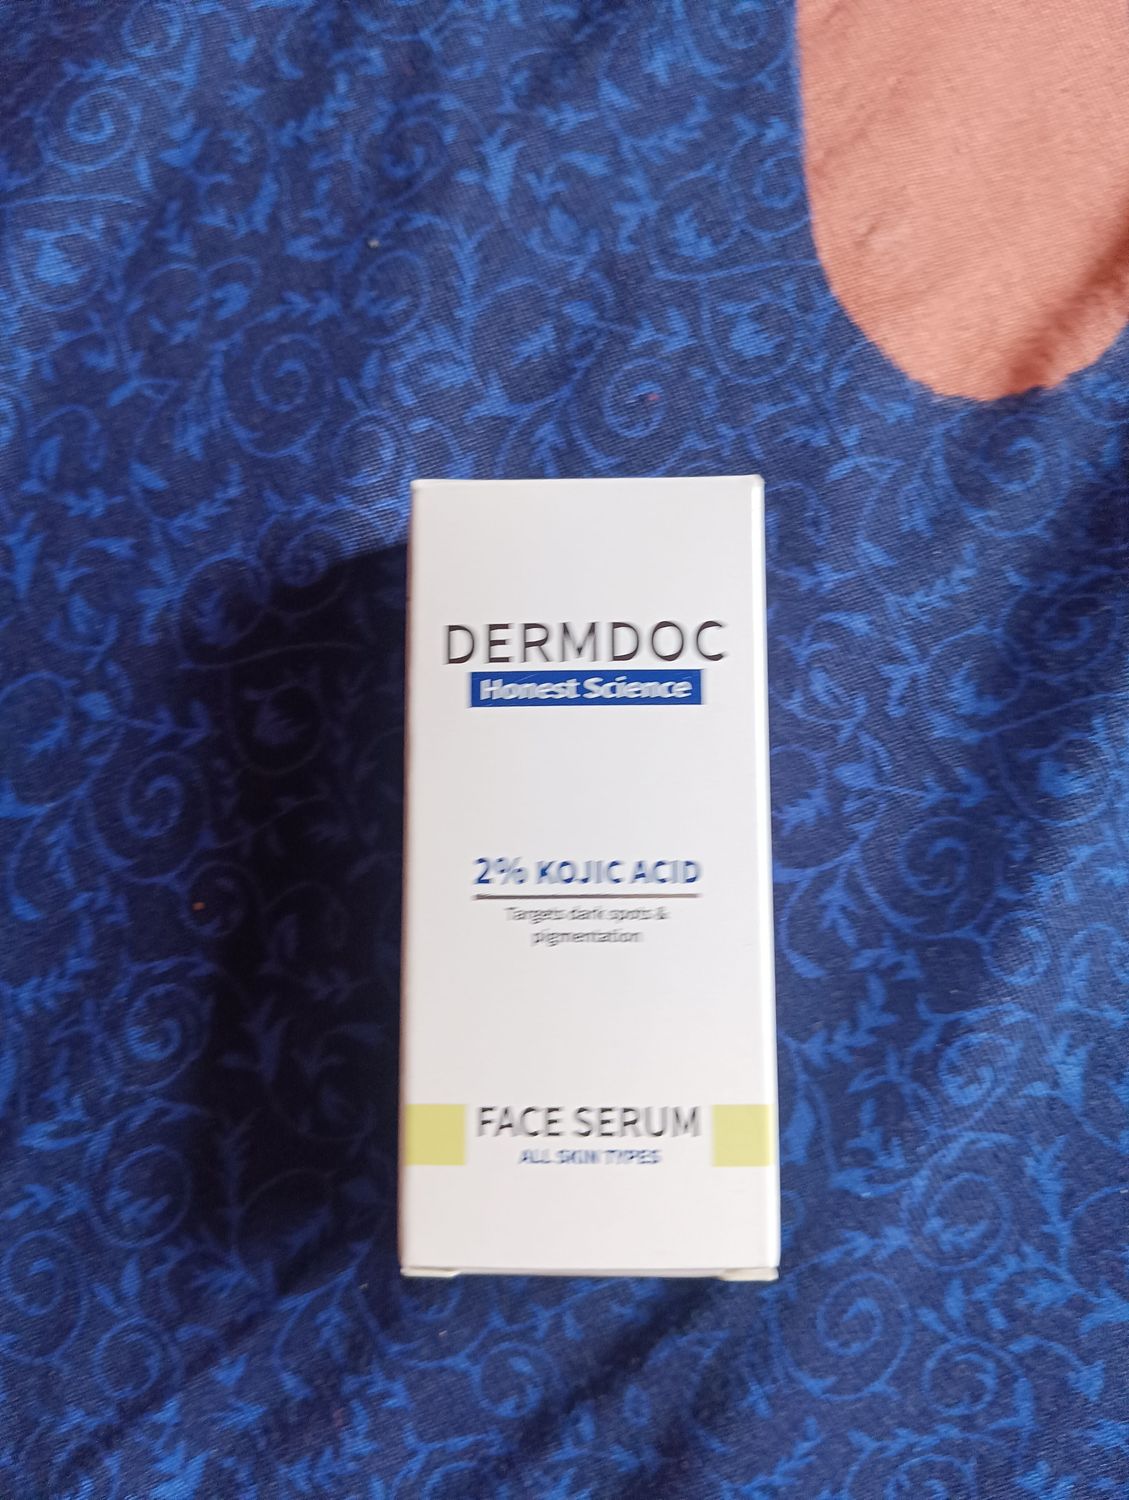 DERMDOC
Honest Science
2% KOJIC ACID
Targets dark spots &
pigmentation
FACE SERUM
ALL SKIN TYPES